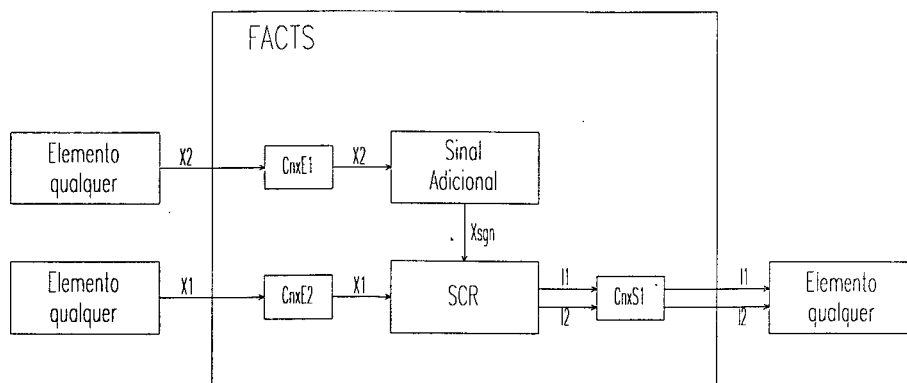 FACTS
Elemento
qualquer
X2
CnxE1
X2
Sinal
Adicional
Xsgn
Elemento
qualquer
X1
CnxE2
X1
SCR
I1
I2
CnxS1
I1
I2
Elemento
qualquer